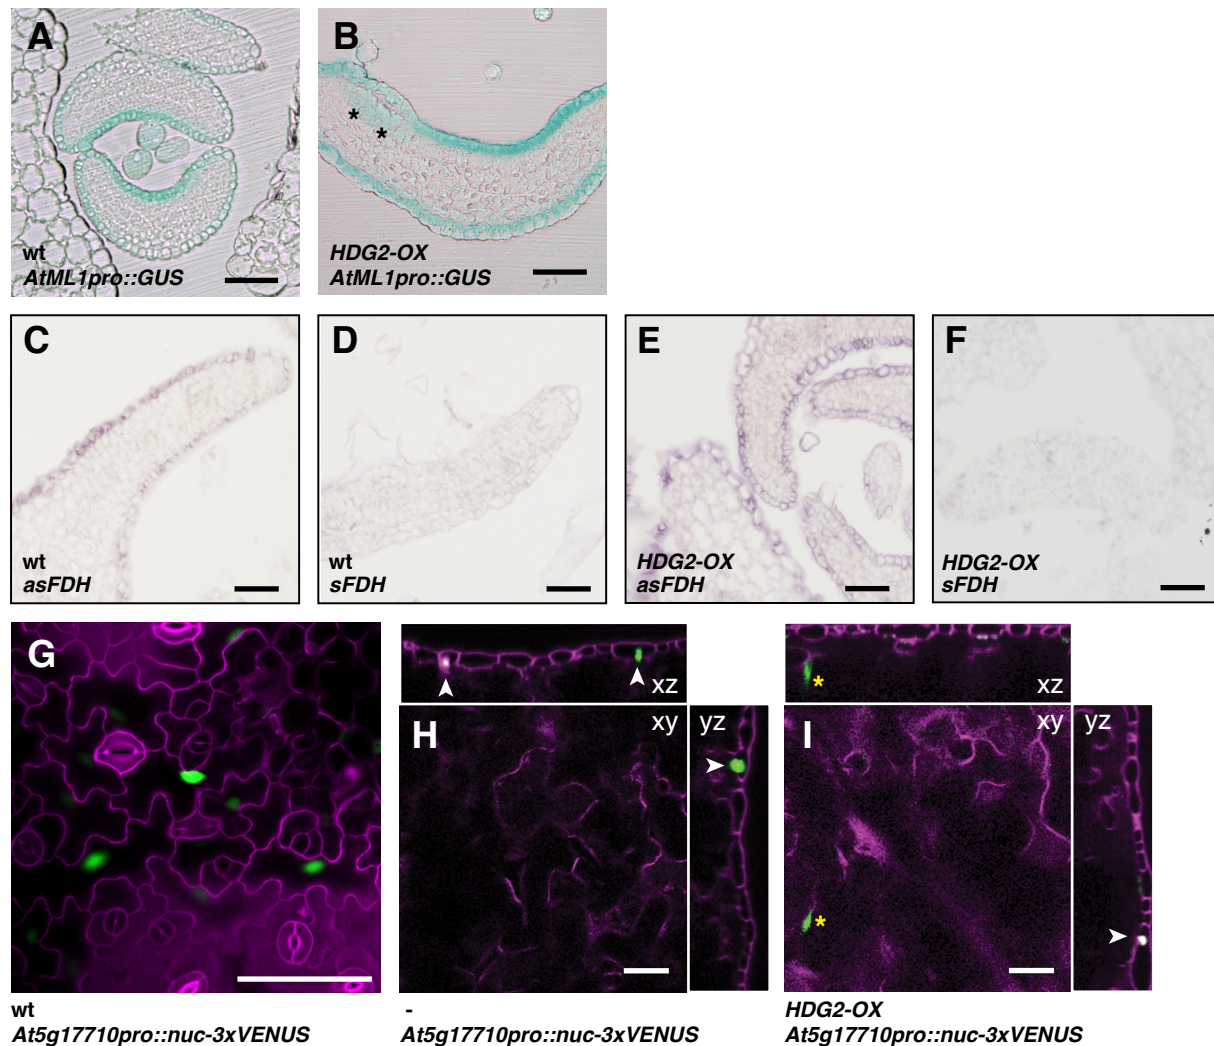 A
wt
AtML1pro::GUS
B
* *
HDG2-OX
AtML1pro::GUS
C
wt
asFDH
D
wt
sFDH
E
HDG2-OX
asFDH
F
HDG2-OX
sFDH
G
wt
At5g17710pro::nuc-3xVENUS
xz
H
xy
yz
-
At5g17710pro::nuc-3xVENUS
* xz
I
xy
yz
*
HDG2-OX
At5g17710pro::nuc-3xVENUS